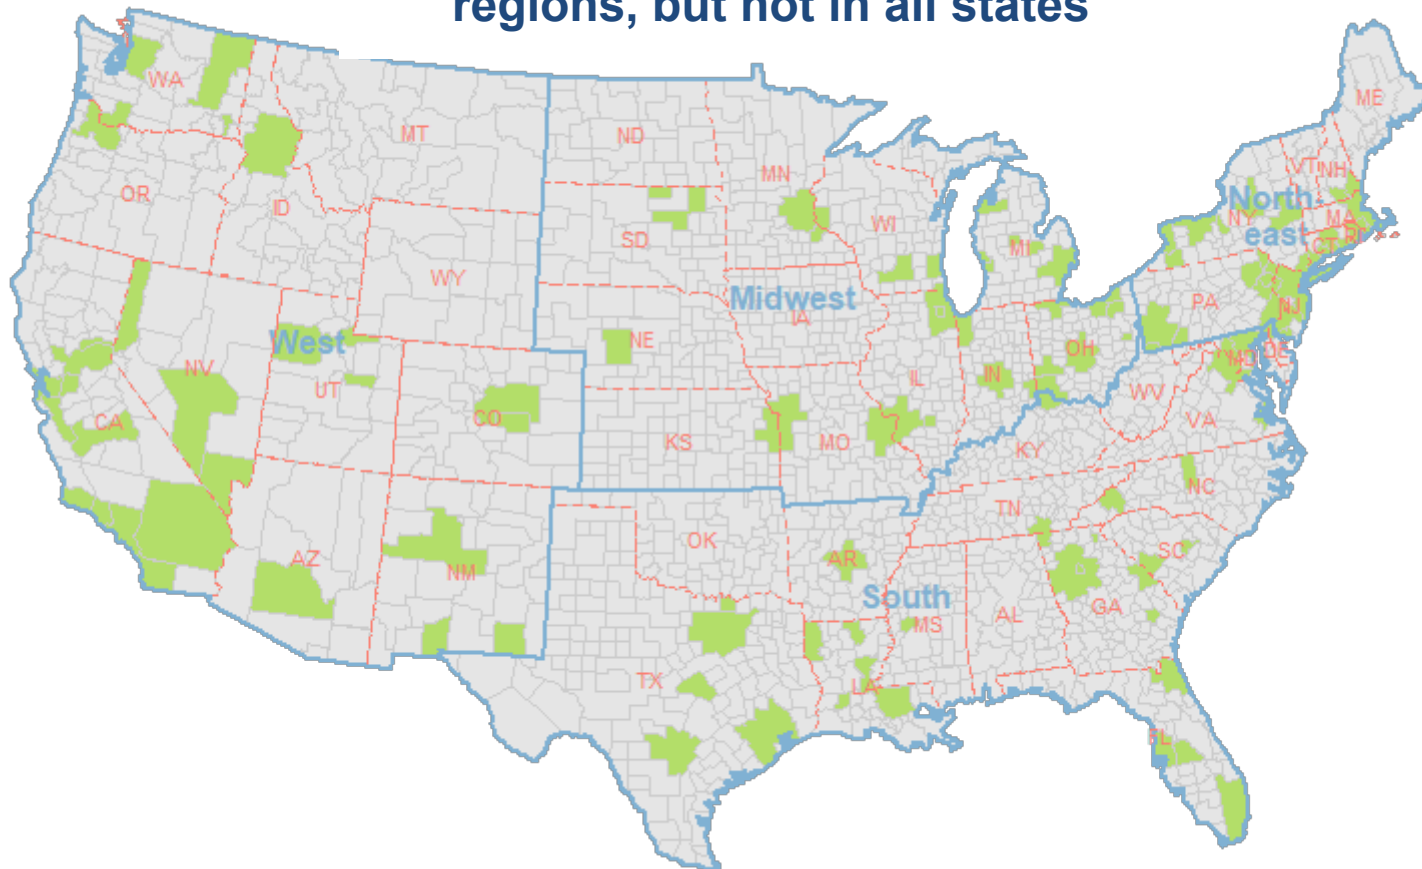 regions, but not in all states
WA
MT
ND
MN
ME
OR
ID
SD
WI
VT
NH
North-
east
NY
MA
CT
RI
MI
WY
Midwest
IA
PA
NJ
West
NE
OH
MD
DE
NV
UT
CO
IL
IN
WV
CA
KS
MO
VA
KY
NC
TN
AZ
NM
OK
AR
SC
South
MS
AL
GA
TX
LA
FL